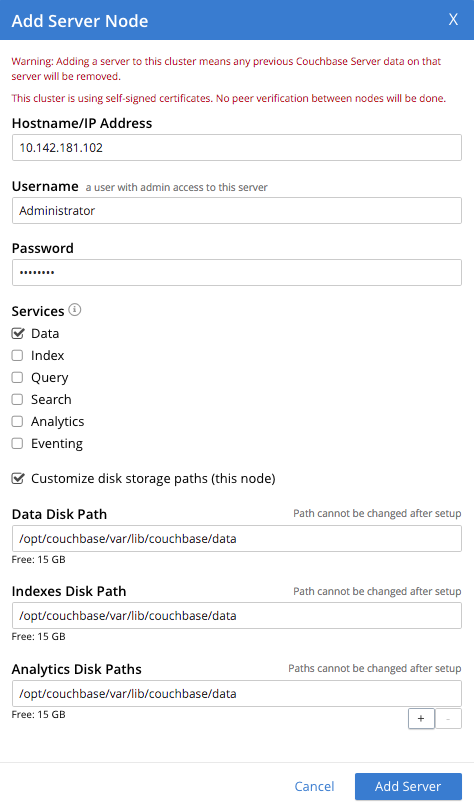 Add Server Node X
Warning: Adding a server to this cluster means any previous Couchbase Server data on that
server will be removed.
This cluster is using self-signed certificates. No peer verification between nodes will be done.
Hostname/IP Address
10.142.181.102
Username a user with admin access to this server
Administrator
Password
••••••••
Services
Data
Index
Query
Search
Analytics
Eventing
Customize disk storage paths (this node)
Data Disk Path Path cannot be changed after setup
/opt/couchbase/var/lib/couchbase/data
Free: 15 GB
Indexes Disk Path Path cannot be changed after setup
/opt/couchbase/var/lib/couchbase/data
Free: 15 GB
Analytics Disk Paths Paths cannot be changed after setup
/opt/couchbase/var/lib/couchbase/data
Free: 15 GB
+ -
Cancel Add Server